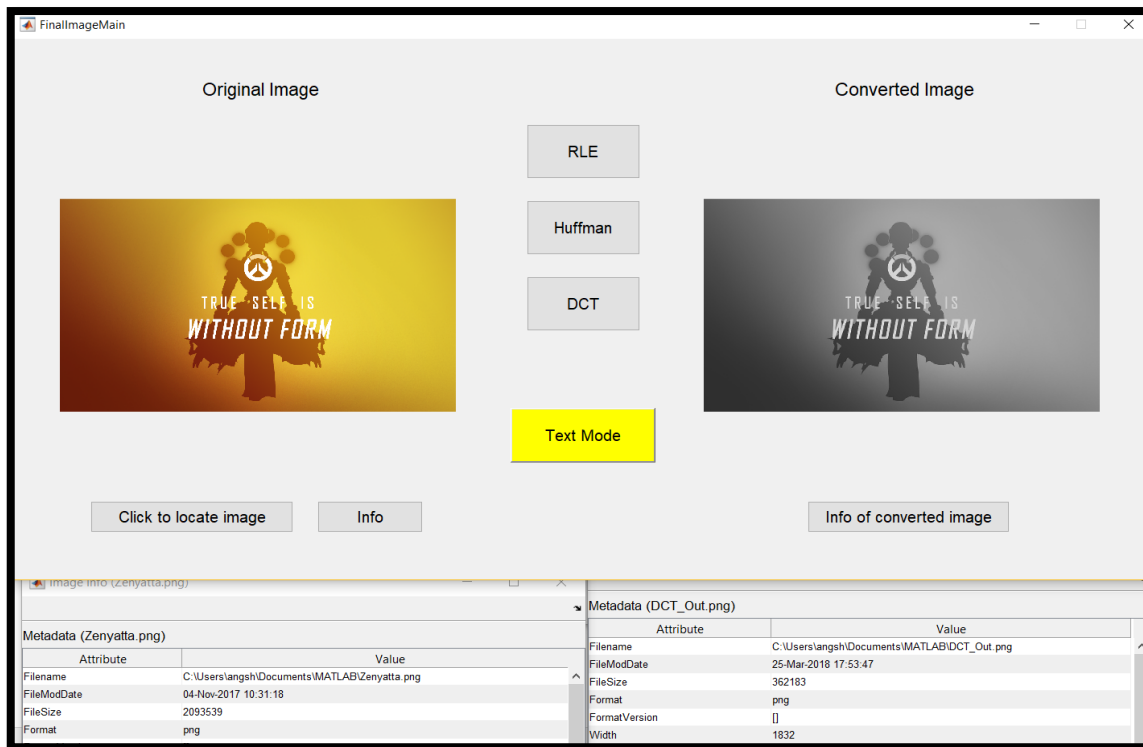 FinalImageMain
Original Image
Converted Image
RLE
Huffman
DCT
TRUE SELF IS
WITHOUT FORM
TRUE SELF IS
WITHOUT FORM
Text Mode
Click to locate image
Info
Info of converted image
Image Info (Zenyatta.png)
Metadata (Zenyatta.png)
Attribute Value
Filename C:\Users\angsh\Documents\MATLAB\Zenyatta.png
FileModDate 04-Nov-2017 10:31:18
FileSize 2093539
Format png
Metadata (DCT_Out.png)
Attribute Value
Filename C:\Users\angsh\Documents\MATLAB\DCT_Out.png
FileModDate 25-Mar-2018 17:53:47
FileSize 362183
Format png
FormatVersion []
Width 1832